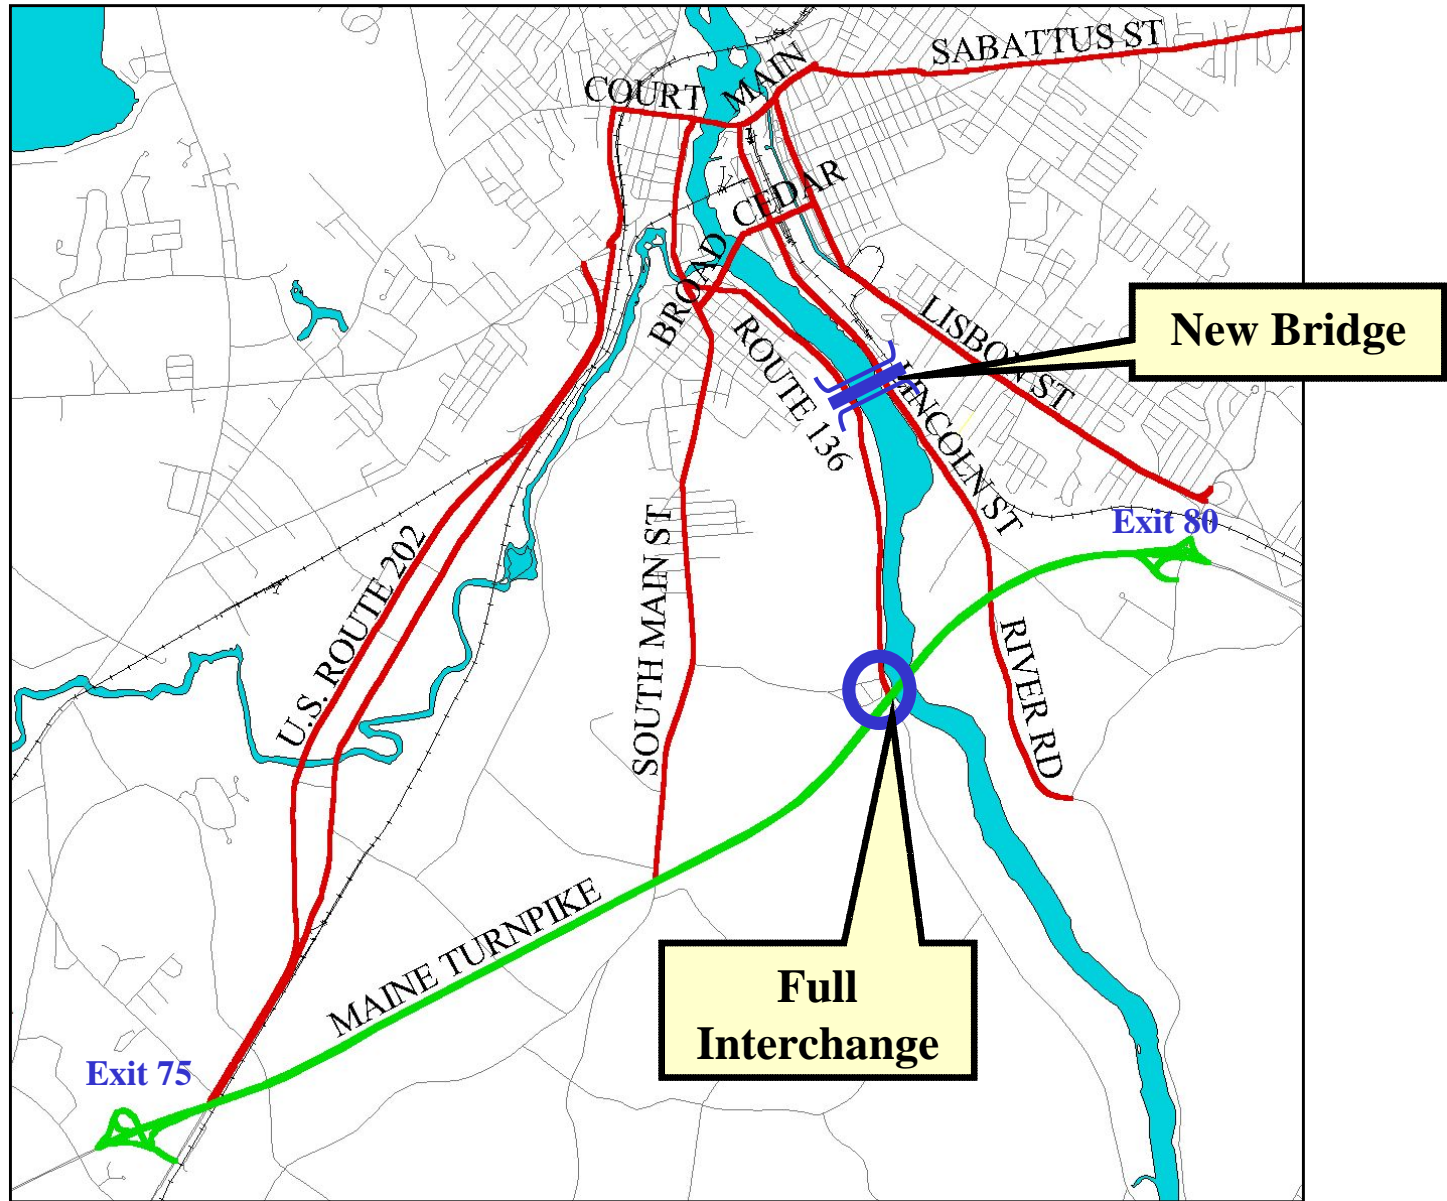 SABATTUS ST
COURT
MAIN
CEDAR
BROAD
New Bridge
LISBON ST
ROUTE 136
LINCOLN ST
Exit 80
U.S. ROUTE 202
SOUTH MAIN ST
RIVER RD
MAINE TURNPIKE
Full
Interchange
Exit 75